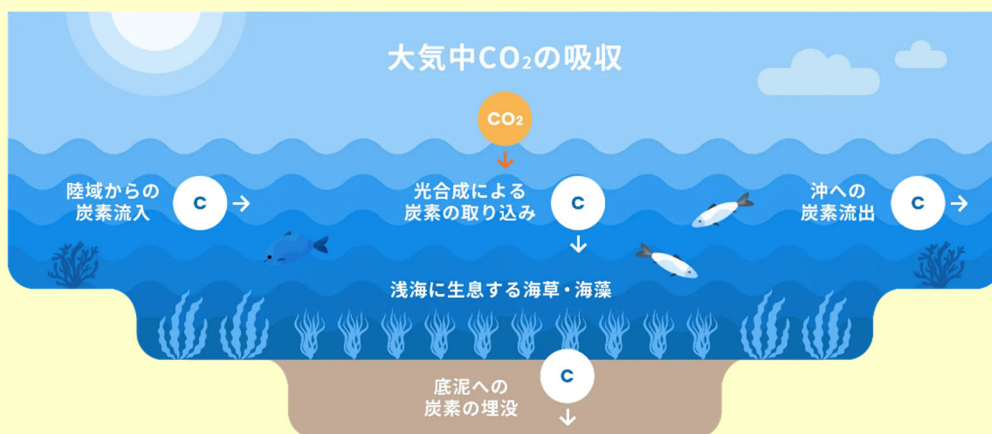 大気中CO₂の吸収
CO₂
陸域からの
炭素流入
C
光合成による
炭素の取り込み
C
沖への
炭素流出
C
浅海に生息する海草・海藻
底泥への
炭素の埋没
C